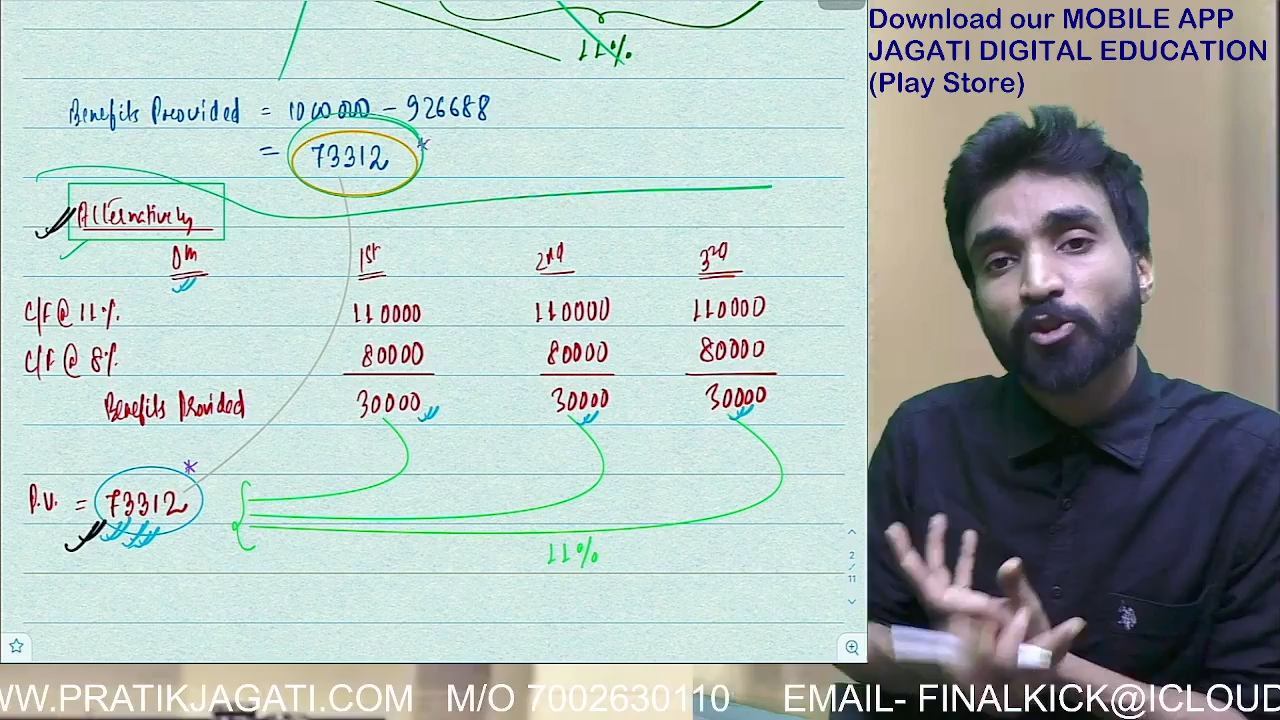 Download our MOBILE APP
JAGATI DIGITAL EDUCATION
(Play Store)
11%
Benefits Provided = 1000000 - 926688
= 73312 *
Alternatively
0th 1st 2nd 3rd
C/F @ 11%. 110000 110000 110000
C/F @ 8%. 80000 80000 80000
Benefits Provided 30000 30000 30000
P.V. = 73312 *
11%
2
/
11
WW.PRATIKJAGATI.COM M/O 7002630110 EMAIL- FINALKICK@ICLOUD